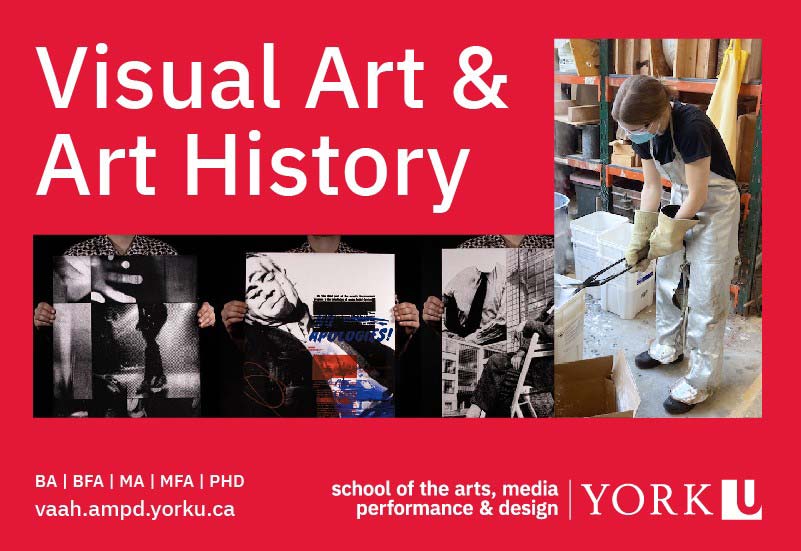 Visual Art &
Art History
APOLOGIES!
BA | BFA | MA | MFA | PHD
vaah.ampd.yorku.ca
school of the arts, media
performance & design
YORK U